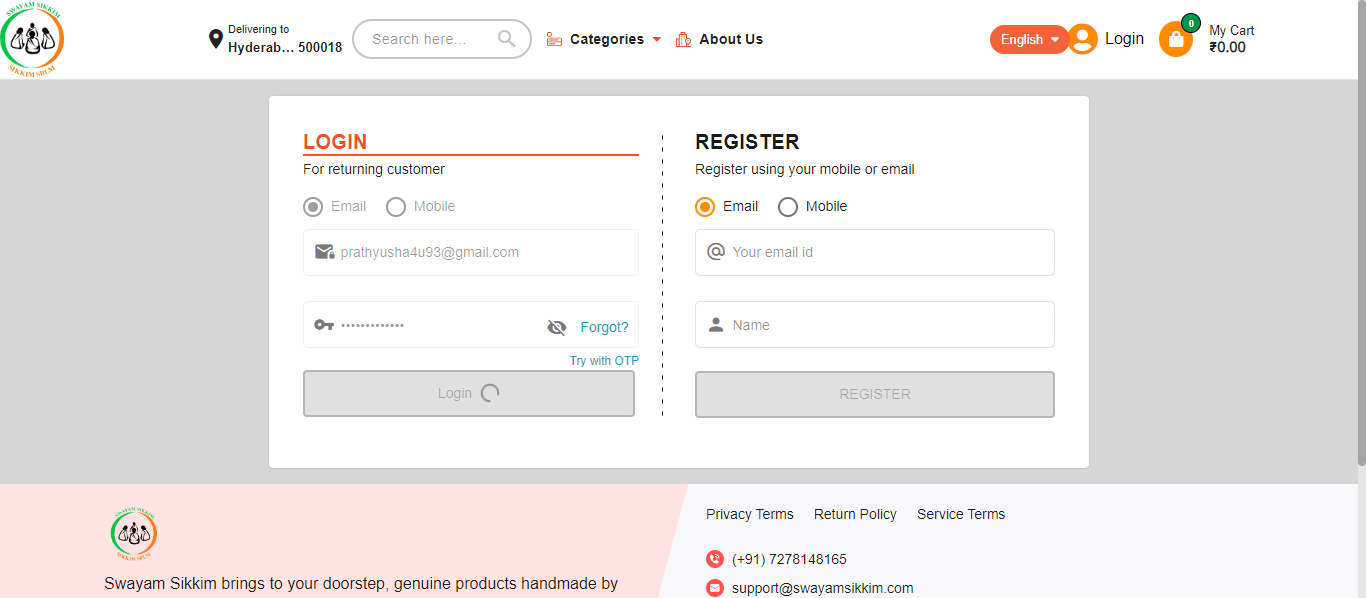 SWAYAM SIKKIM
SIKKIM SRLM
Delivering to
Hyderab... 500018
Search here...
Categories
About Us
English
Login
0
My Cart
₹0.00
LOGIN
For returning customer
Email Mobile
prathyusha4u93@gmail.com
•••••••••••••
Forgot?
Try with OTP
Login
REGISTER
Register using your mobile or email
Email Mobile
Your email id
Name
REGISTER
SWAYAM SIKKIM
SIKKIM SRLM
Swayam Sikkim brings to your doorstep, genuine products handmade by
Privacy Terms Return Policy Service Terms
(+91) 7278148165
support@swayamsikkim.com